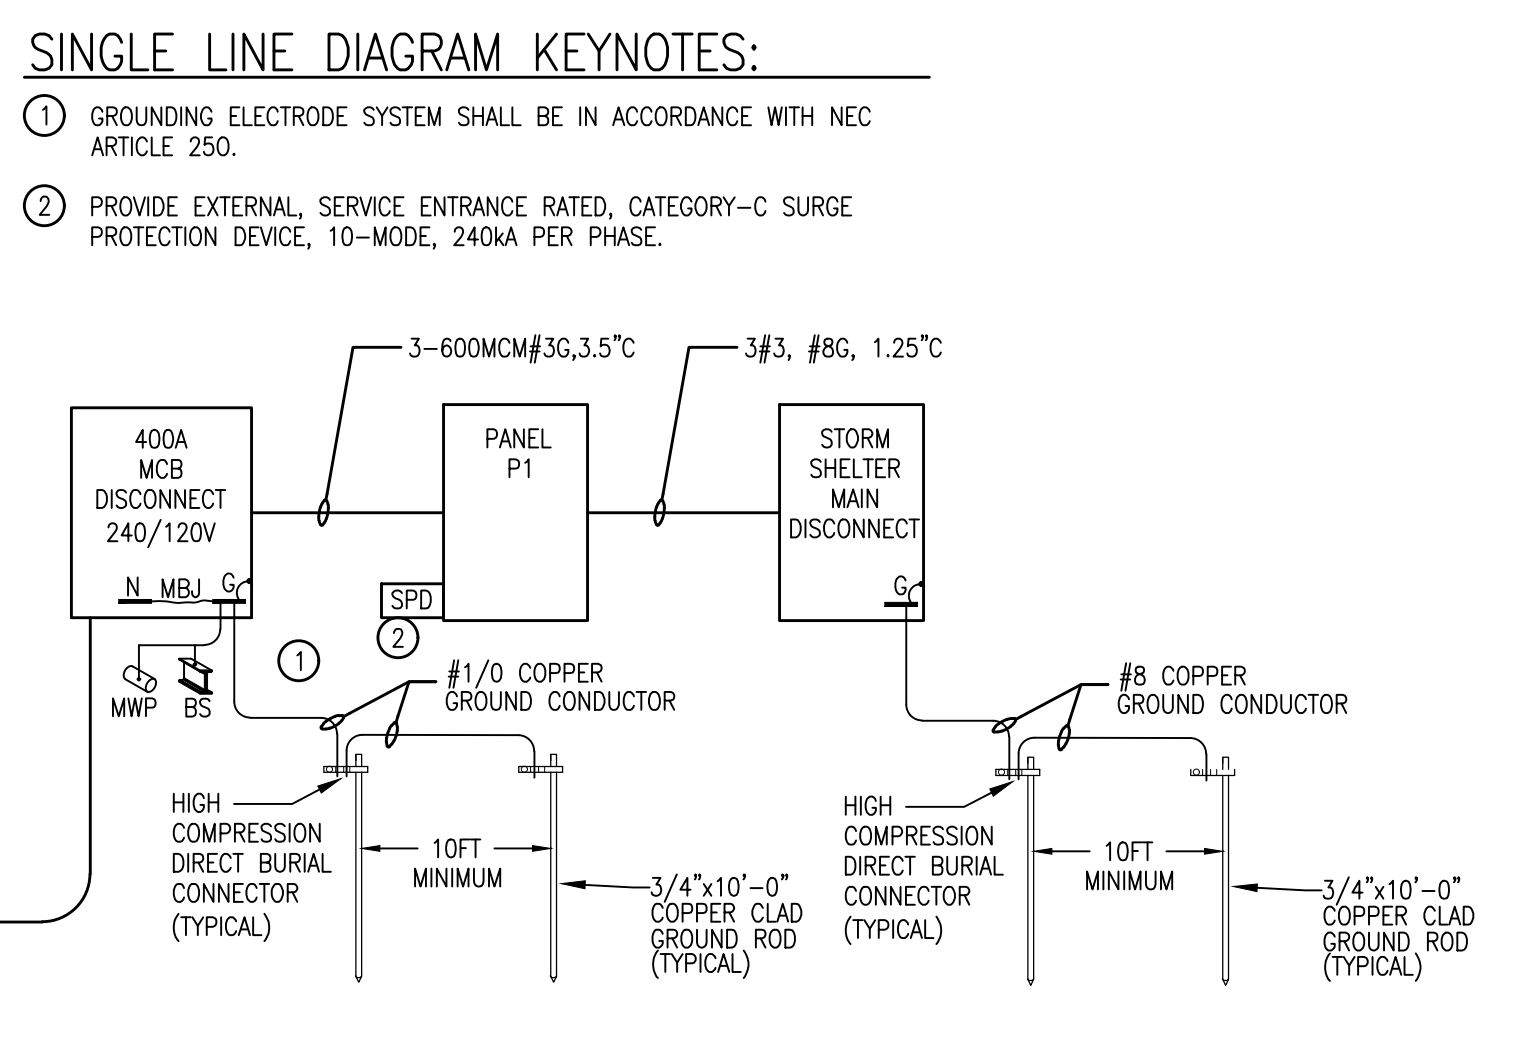 SINGLE LINE DIAGRAM KEYNOTES:
1
GROUNDING ELECTRODE SYSTEM SHALL BE IN ACCORDANCE WITH NEC
ARTICLE 250.
2
PROVIDE EXTERNAL, SERVICE ENTRANCE RATED, CATEGORY-C SURGE
PROTECTION DEVICE, 10-MODE, 240kA PER PHASE.
3-600MCM#3G,3.5"C
3#3, #8G, 1.25"C
400A
MCB
DISCONNECT
240/120V
N MBJ G
PANEL
P1
SPD
2
STORM
SHELTER
MAIN
DISCONNECT
G
MWP
BS
1
#1/0 COPPER
GROUND CONDUCTOR
#8 COPPER
GROUND CONDUCTOR
HIGH
COMPRESSION
DIRECT BURIAL
CONNECTOR
(TYPICAL)
10FT
MINIMUM
3/4"x10'-0"
COPPER CLAD
GROUND ROD
(TYPICAL)
HIGH
COMPRESSION
DIRECT BURIAL
CONNECTOR
(TYPICAL)
10FT
MINIMUM
3/4"x10'-0"
COPPER CLAD
GROUND ROD
(TYPICAL)